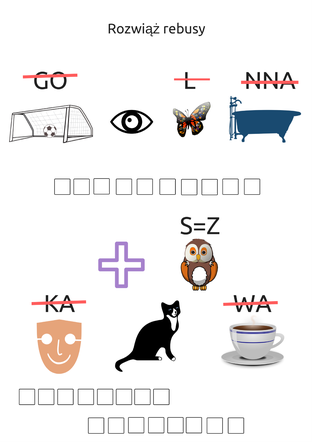 Rozwiąż rebusy
GO L NNA
S=Z
KA WA